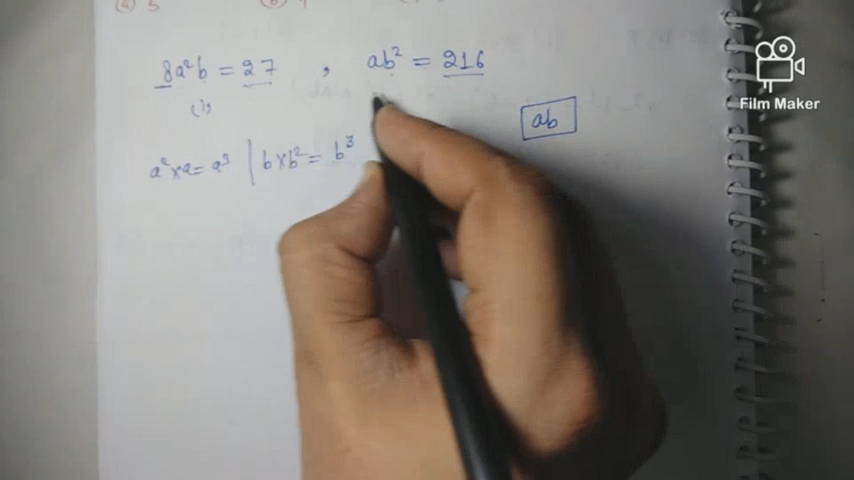 8a²b = 27 , ab² = 216
(i)
ab
a²×a = a³ | b×b² = b³
Film Maker